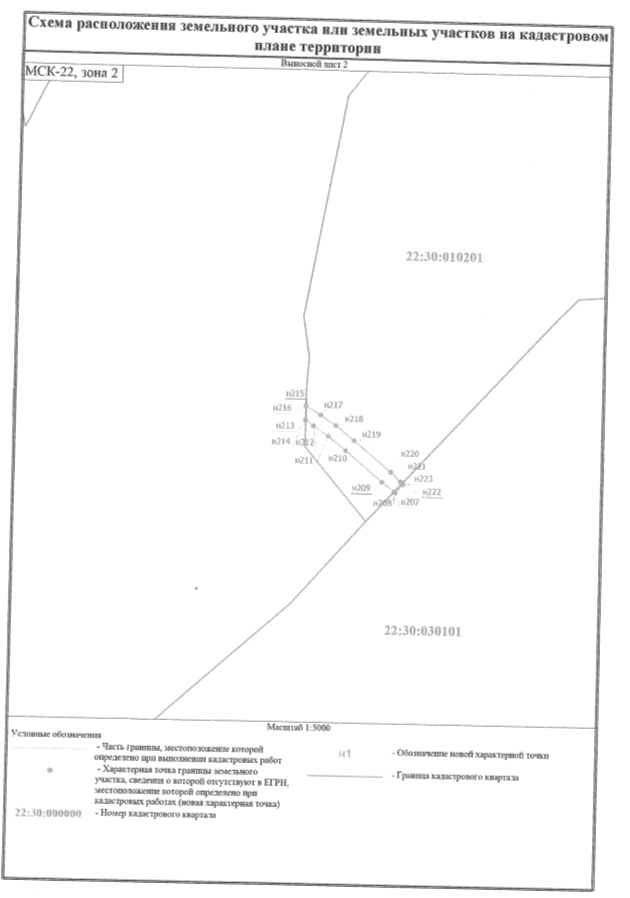 Схема расположения земельного участка или земельных участков на кадастровом
плане территории
Выносной лист 2
МСК-22, зона 2
22:30:010201
н215
н216
н217
н213
н218
н214
н212
н219
н211
н210
н220
н221
н209
н223
н222
н208
н207
22:30:030101
Масштаб 1:5000
Условные обозначения
- Часть границы, местоположение которой
определено при выполнении кадастровых работ
н1
- Обозначение новой характерной точки
- Характерная точка границы земельного
участка, сведения о которой отсутствуют в ЕГРН,
местоположение которой определено при
кадастровых работах (новая характерная точка)
- Граница кадастрового квартала
22:30:000000
- Номер кадастрового квартала